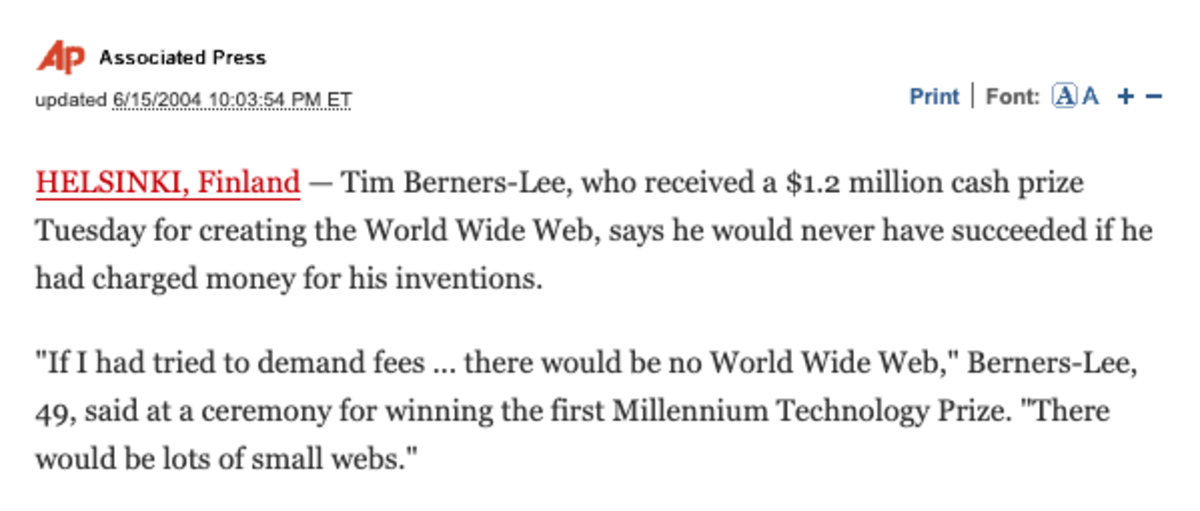 AP Associated Press
updated 6/15/2004 10:03:54 PM ET
Print | Font: A A + −
HELSINKI, Finland — Tim Berners-Lee, who received a $1.2 million cash prize
Tuesday for creating the World Wide Web, says he would never have succeeded if he
had charged money for his inventions.
"If I had tried to demand fees ... there would be no World Wide Web," Berners-Lee,
49, said at a ceremony for winning the first Millennium Technology Prize. "There
would be lots of small webs."